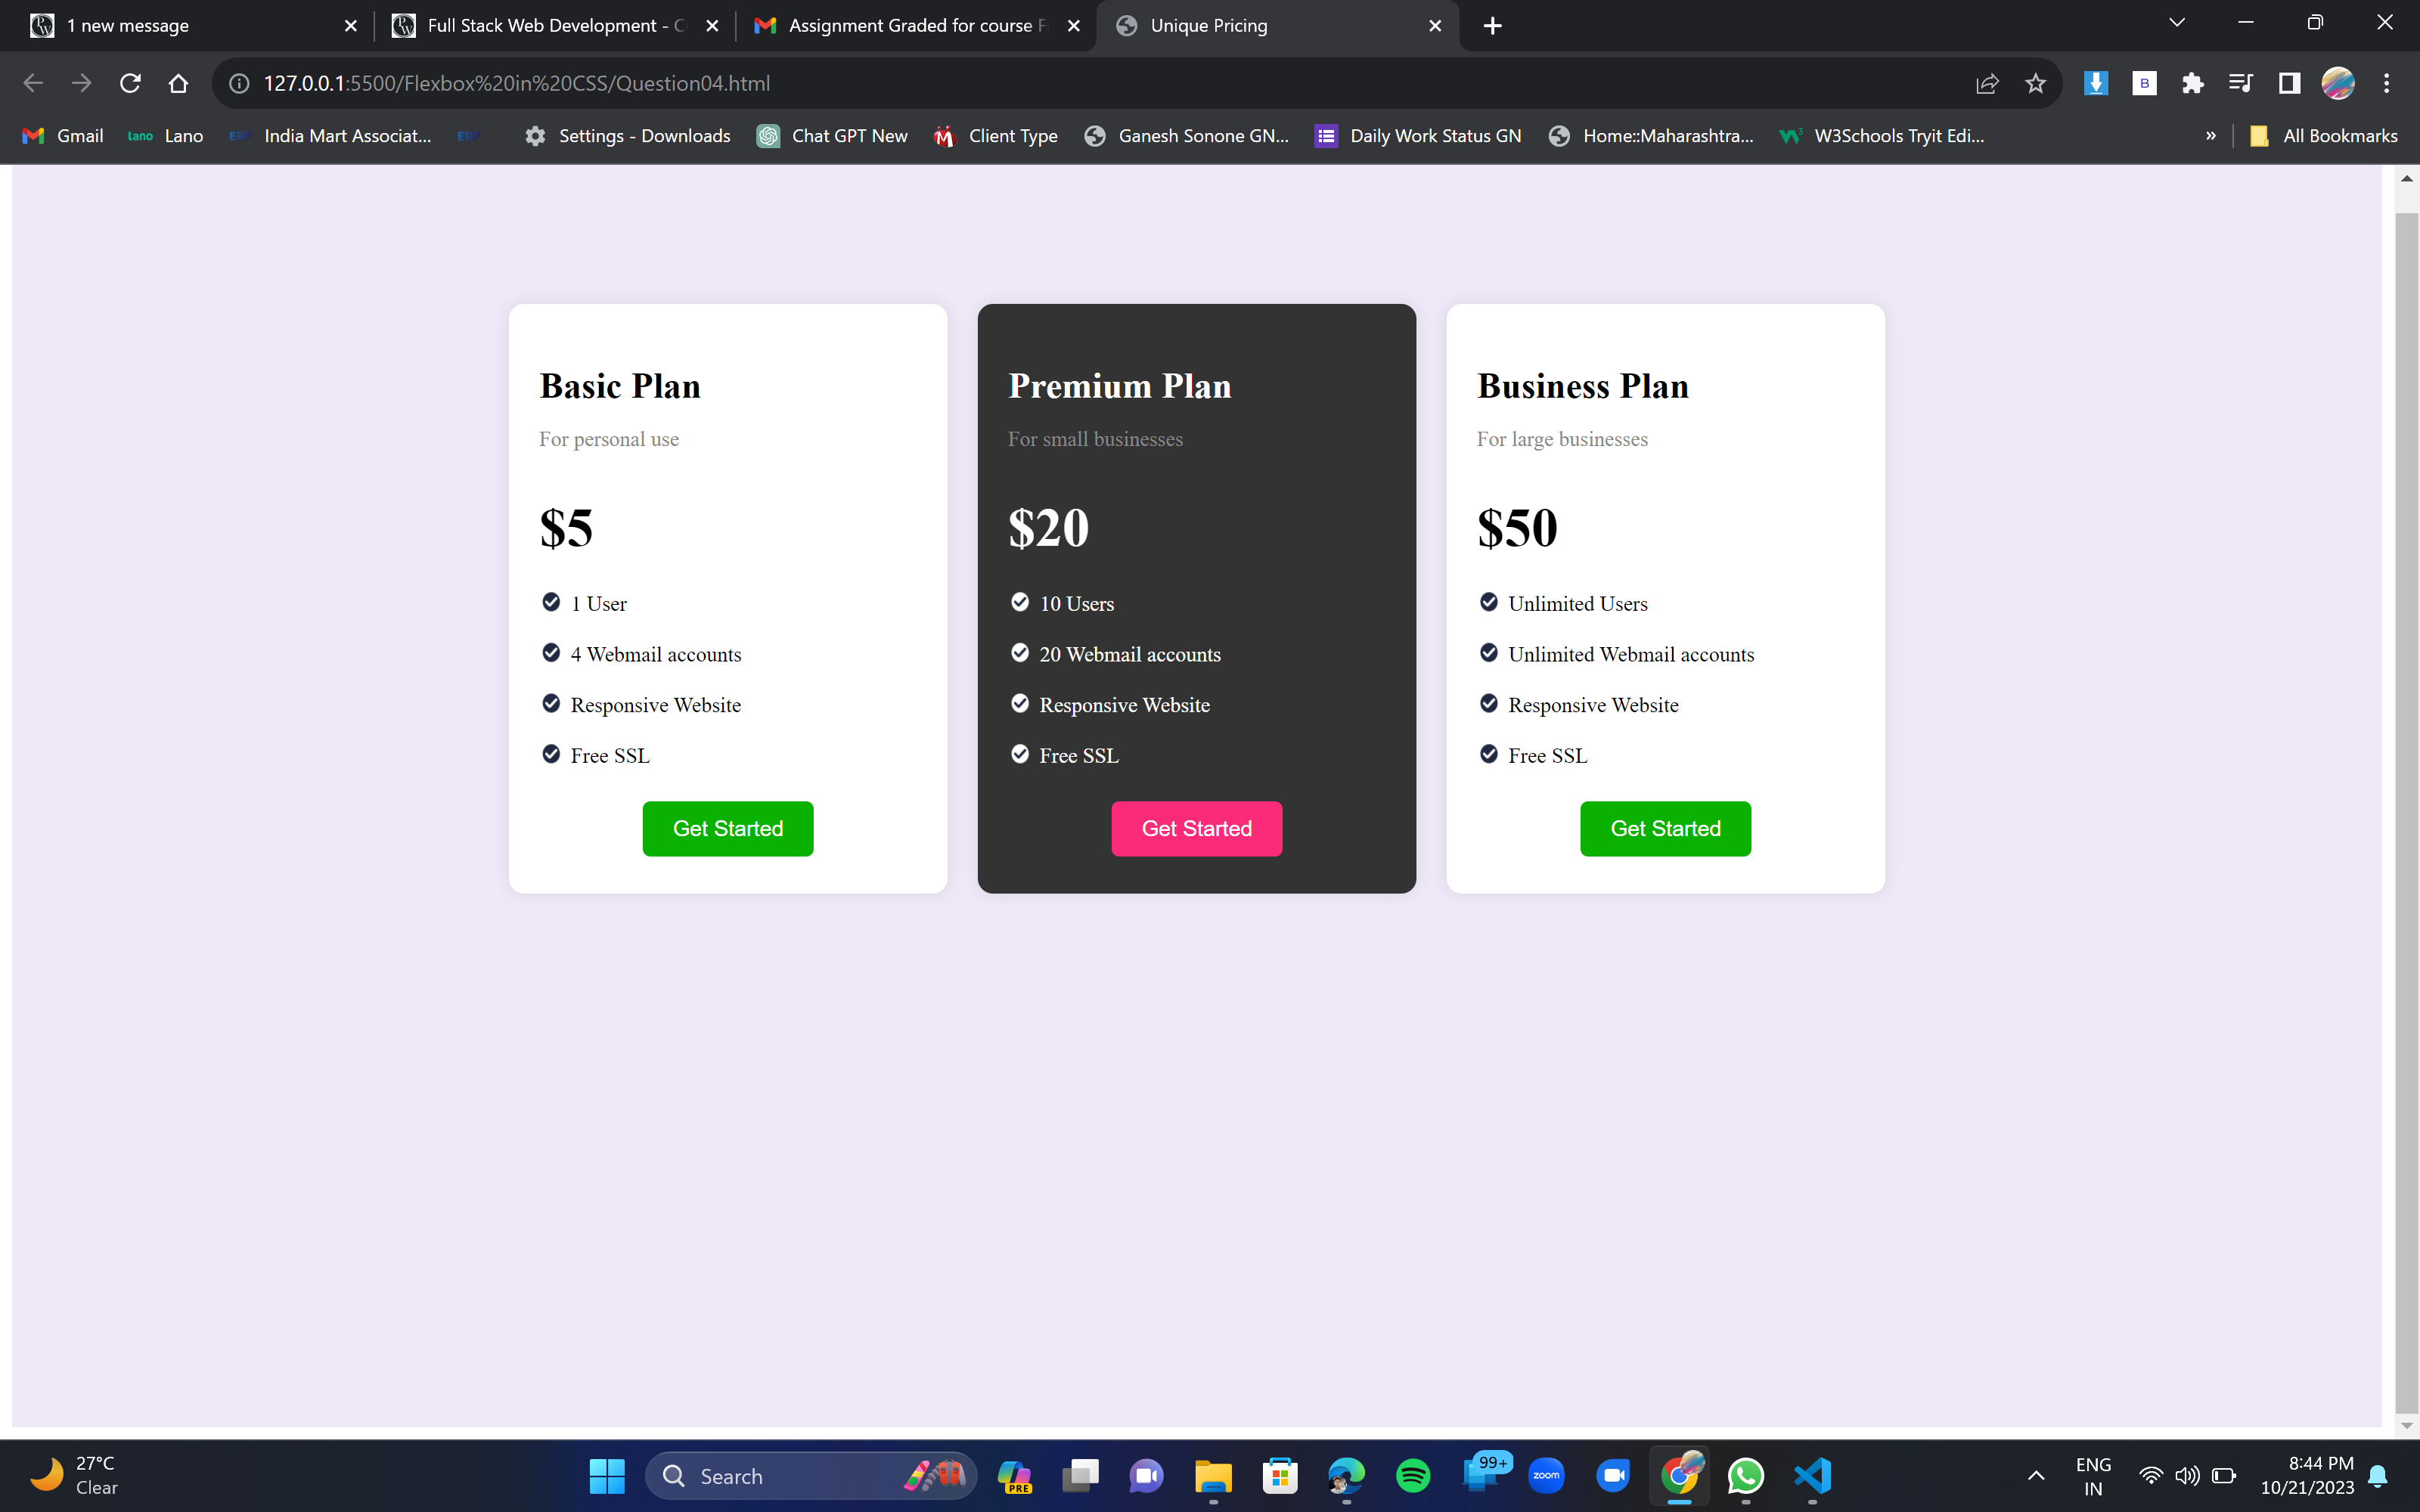 1 new message
Full Stack Web Development - C
Assignment Graded for course F
Unique Pricing
127.0.0.1:5500/Flexbox%20in%20CSS/Question04.html
B
Gmail
lano Lano
India Mart Associat...
Settings - Downloads
Chat GPT New
Client Type
Ganesh Sonone GN...
Daily Work Status GN
Home::Maharashtra...
W3Schools Tryit Edi...
»
All Bookmarks
Basic Plan
For personal use
$5
1 User
4 Webmail accounts
Responsive Website
Free SSL
Get Started
Premium Plan
For small businesses
$20
10 Users
20 Webmail accounts
Responsive Website
Free SSL
Get Started
Business Plan
For large businesses
$50
Unlimited Users
Unlimited Webmail accounts
Responsive Website
Free SSL
Get Started
27°C
Clear
Search
PRE
99+
zoom
ENG
IN
8:44 PM
10/21/2023